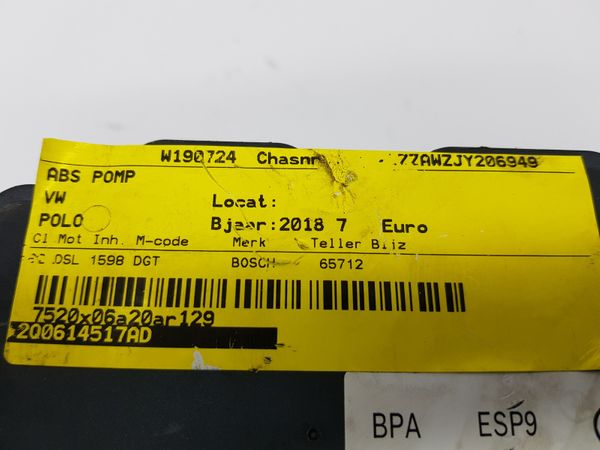 W190724 Chasnr 77AWZJY206949
ABS POMP
VW
Locat:
POLO
Bjaar:2018 7 Euro
Cl Mot Inh. M-code Merk Teller Bljz
DSL 1598 DGT BOSCH 65712
7520x06a20ar129
2Q0614517AD
BPA ESP9